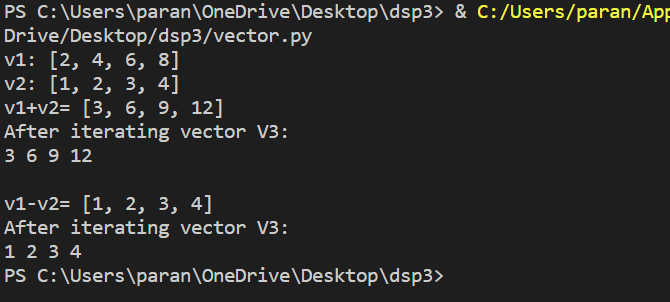 PS C:\Users\paran\OneDrive\Desktop\dsp3> & C:/Users/paran/App
Drive/Desktop/dsp3/vector.py
v1: [2, 4, 6, 8]
v2: [1, 2, 3, 4]
v1+v2= [3, 6, 9, 12]
After iterating vector V3:
3 6 9 12
v1-v2= [1, 2, 3, 4]
After iterating vector V3:
1 2 3 4
PS C:\Users\paran\OneDrive\Desktop\dsp3>